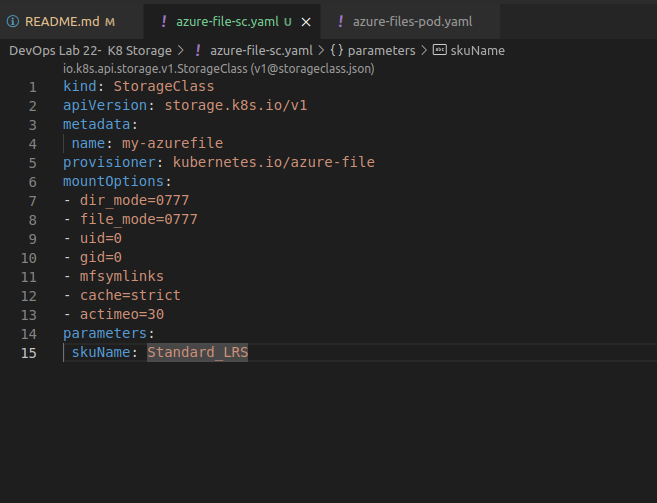 README.md M
! azure-file-sc.yaml U ×
! azure-files-pod.yaml
DevOps Lab 22- K8 Storage > ! azure-file-sc.yaml > {} parameters > abc skuName
io.k8s.api.storage.v1.StorageClass (v1@storageclass.json)
1 kind: StorageClass
2 apiVersion: storage.k8s.io/v1
3 metadata:
4  name: my-azurefile
5 provisioner: kubernetes.io/azure-file
6 mountOptions:
7 - dir_mode=0777
8 - file_mode=0777
9 - uid=0
10 - gid=0
11 - mfsymlinks
12 - cache=strict
13 - actimeo=30
14 parameters:
15  skuName: Standard_LRS